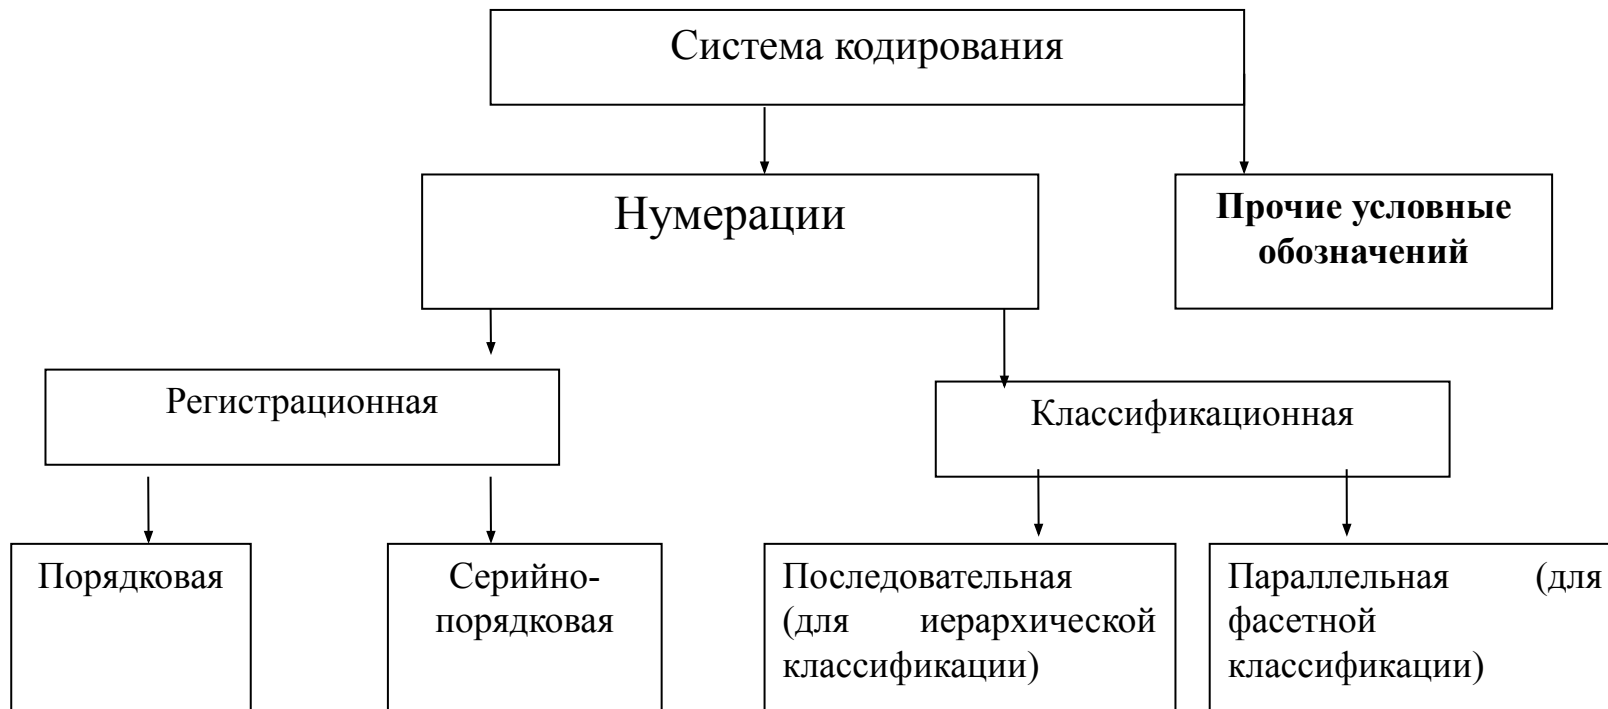 Система кодирования
Нумерации
Прочие условные
обозначений
Регистрационная
Классификационная
Порядковая
Серийно-
порядковая
Последовательная
(для иерархической
классификации)
Параллельная (для
фасетной
классификации)